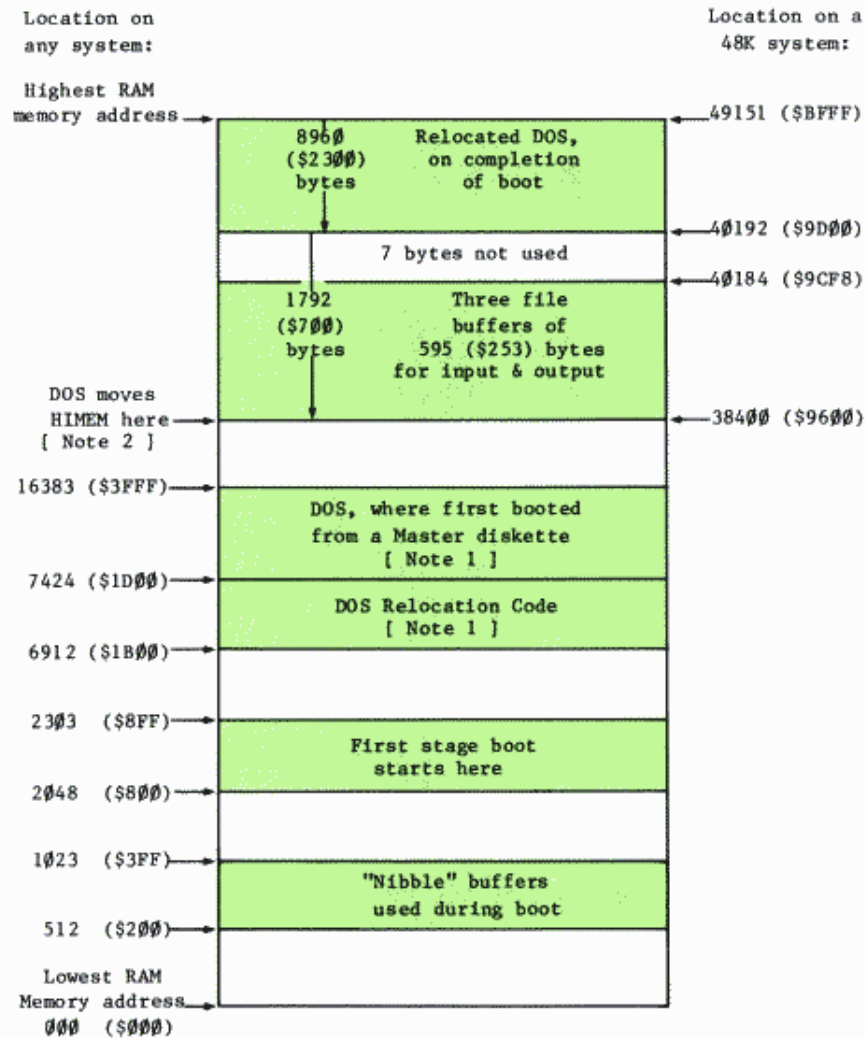 Location on
any system:
Location on a
48K system:
Highest RAM
memory address
49151 ($BFFF)
8960
($2300)
bytes
Relocated DOS,
on completion
of boot
40192 ($9D00)
7 bytes not used
40184 ($9CF8)
1792
($700)
bytes
Three file
buffers of
595 ($253) bytes
for input & output
DOS moves
HIMEM here
[ Note 2 ]
38400 ($9600)
16383 ($3FFF)
DOS, where first booted
from a Master diskette
[ Note 1 ]
7424 ($1D00)
DOS Relocation Code
[ Note 1 ]
6912 ($1B00)
2303 ($8FF)
First stage boot
starts here
2048 ($800)
1023 ($3FF)
"Nibble" buffers
used during boot
512 ($200)
Lowest RAM
Memory address
000 ($000)